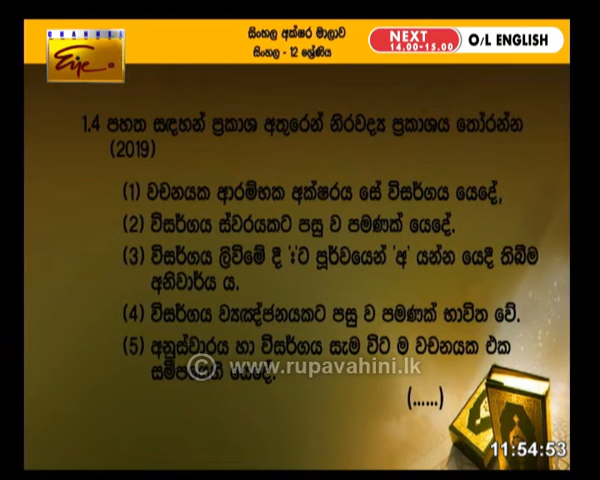 CHANNEL
Eye
සිංහල අක්ෂර මාලාව
සිංහල - 12 ශ්‍රේණිය
NEXT
14.00-15.00
O/L ENGLISH
1.4 පහත සඳහන් ප්‍රකාශ අතුරෙන් නිරවද්‍ය ප්‍රකාශය තෝරන්න
(2019)
(1) වචනයක ආරම්භක අක්ෂරය සේ විසර්ගය යෙදේ,
(2) විසර්ගය ස්වරයකට පසු ව පමණක් යෙදේ.
(3) විසර්ගය ලිවීමේ දී 'ඃ'ට පූර්වයෙන් 'අ' යන්න යෙදී තිබීම
අනිවාර්ය ය.
(4) විසර්ගය ව්‍යඤ්ජනයකට පසු ව පමණක් භාවිත වේ.
(5) අනුස්වාරය හා විසර්ගය සැම විට ම වචනයක එක
යෙදේ.
© www.rupavahini.lk
(......)
11:54:53